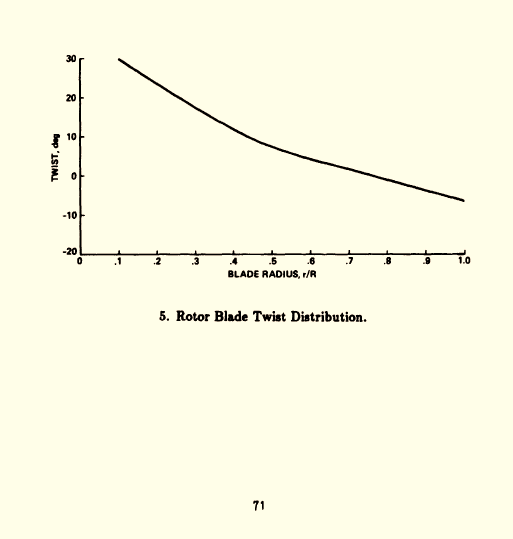 30
20
10
0
-10
-20
TWIST, deg
0 .1 .2 .3 .4 .5 .6 .7 .8 .9 1.0
BLADE RADIUS, r/R
5. Rotor Blade Twist Distribution.
71